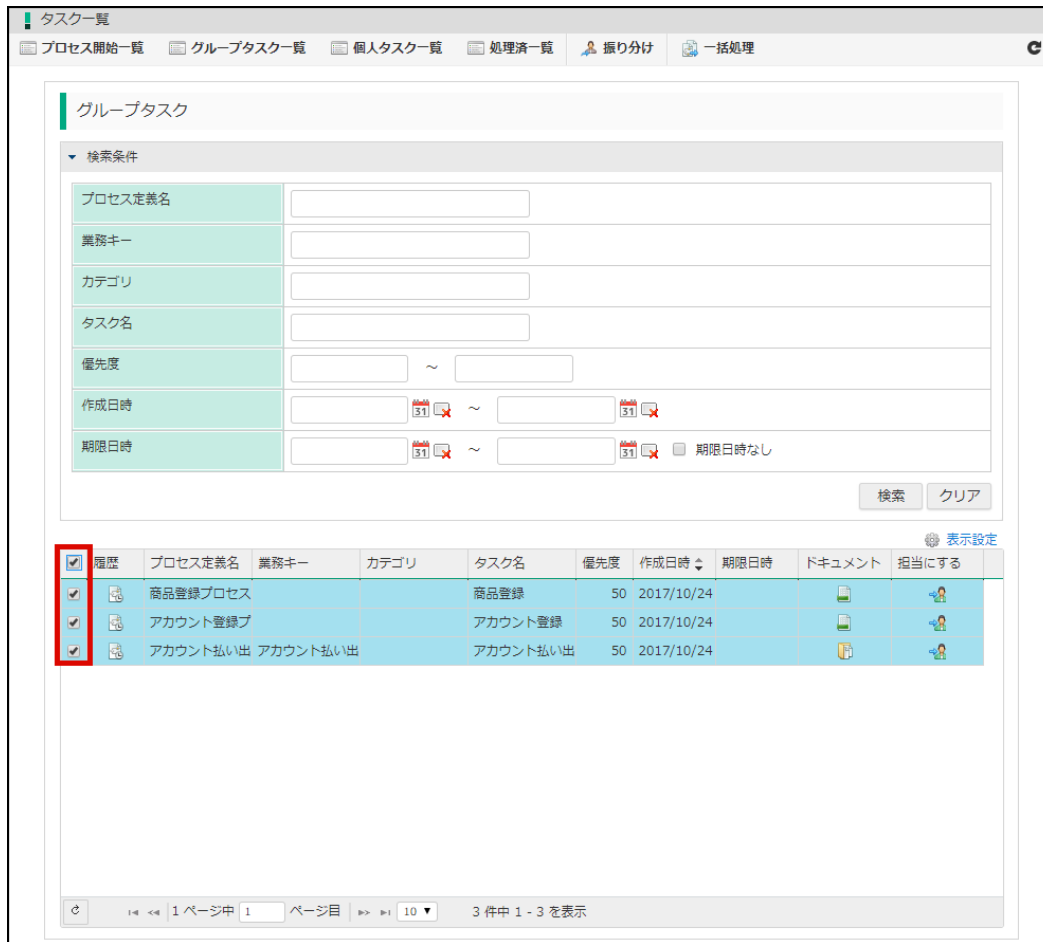 タスク一覧
プロセス開始一覧 グループタスク一覧 個人タスク一覧 処理済一覧 振り分け 一括処理
グループタスク
検索条件
プロセス定義名
業務キー
カテゴリ
タスク名
優先度 ～
作成日時 31 ～ 31
期限日時 31 ～ 31 期限日時なし
検索 クリア
表示設定
履歴 プロセス定義名 業務キー カテゴリ タスク名 優先度 作成日時 期限日時 ドキュメント 担当にする
商品登録プロセス 商品登録 50 2017/10/24
アカウント登録プ アカウント登録 50 2017/10/24
アカウント払い出 アカウント払い出 アカウント払い出 50 2017/10/24
1 ページ中 1 ページ目 10 3 件中 1 - 3 を表示